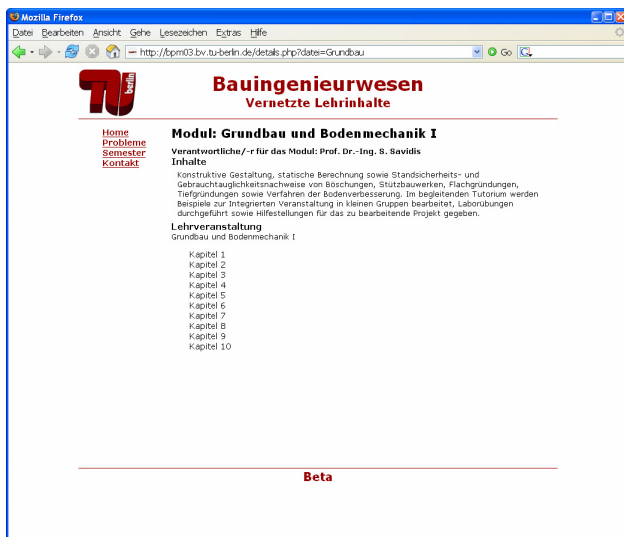 Mozilla Firefox
Datei Bearbeiten Ansicht Gehe Lesezeichen Extras Hilfe
http://bpm03.bv.tu-berlin.de/details.php?datei=Grundbau Go G
TU berlin
Bauingenieurwesen
Vernetzte Lehrinhalte
Home
Probleme
Semester
Kontakt
Modul: Grundbau und Bodenmechanik I
Verantwortliche/-r für das Modul: Prof. Dr.-Ing. S. Savidis
Inhalte
Konstruktive Gestaltung, statische Berechnung sowie Standsicherheits- und
Gebrauchtauglichkeitsnachweise von Böschungen, Stützbauwerken, Flachgründungen,
Tiefgründungen sowie Verfahren der Bodenverbesserung. Im begleitenden Tutorium werden
Beispiele zur Integrierten Veranstaltung in kleinen Gruppen bearbeitet, Laborübungen
durchgeführt sowie Hilfestellungen für das zu bearbeitende Projekt gegeben.
Lehrveranstaltung
Grundbau und Bodenmechanik I
Kapitel 1
Kapitel 2
Kapitel 3
Kapitel 4
Kapitel 5
Kapitel 6
Kapitel 7
Kapitel 8
Kapitel 9
Kapitel 10
Beta